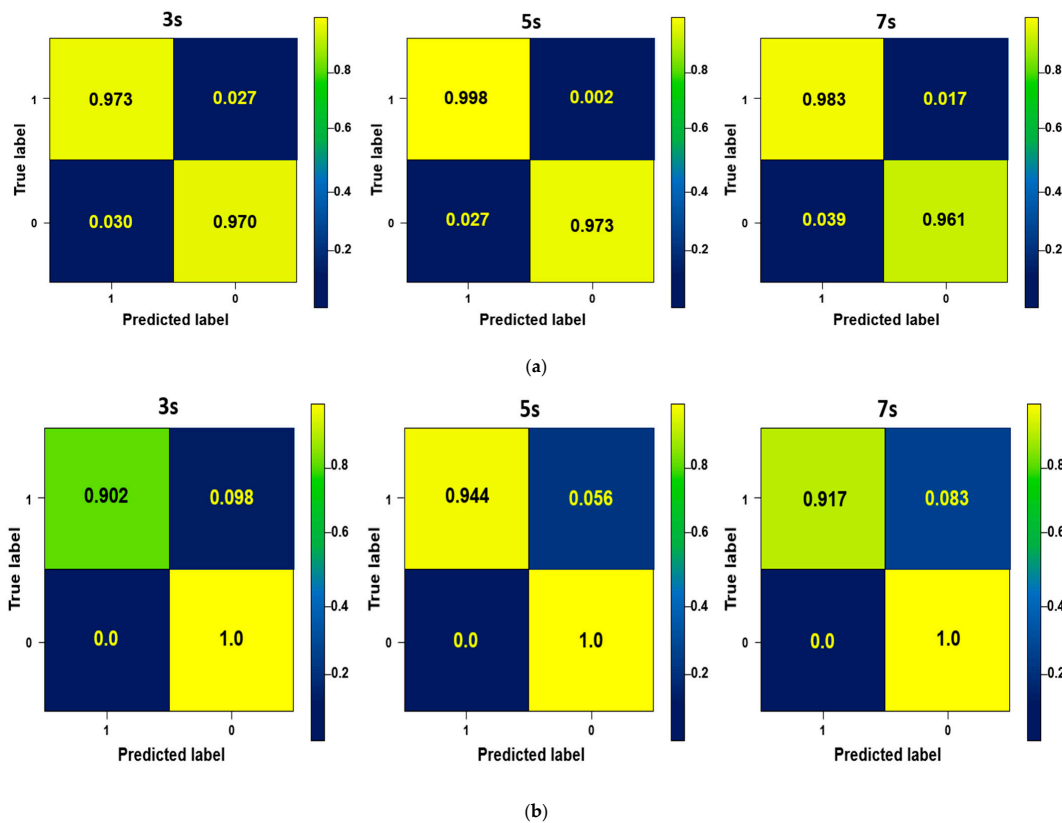 3s 5s 7s
0.8 0.8 0.8
1 0.973 0.027 1 0.998 0.002 1 0.983 0.017
0.6 0.6 0.6
True label True label True label
0.4 0.4 0.4
0 0.030 0.970 0 0.027 0.973 0 0.039 0.961
0.2 0.2 0.2
1 0 1 0 1 0
Predicted label Predicted label Predicted label
(a)
3s 5s 7s
0.8 0.8 0.8
1 0.902 0.098 1 0.944 0.056 1 0.917 0.083
0.6 0.6 0.6
True label True label True label
0.4 0.4 0.4
0 0.0 1.0 0 0.0 1.0 0 0.0 1.0
0.2 0.2 0.2
1 0 1 0 1 0
Predicted label Predicted label Predicted label
(b)